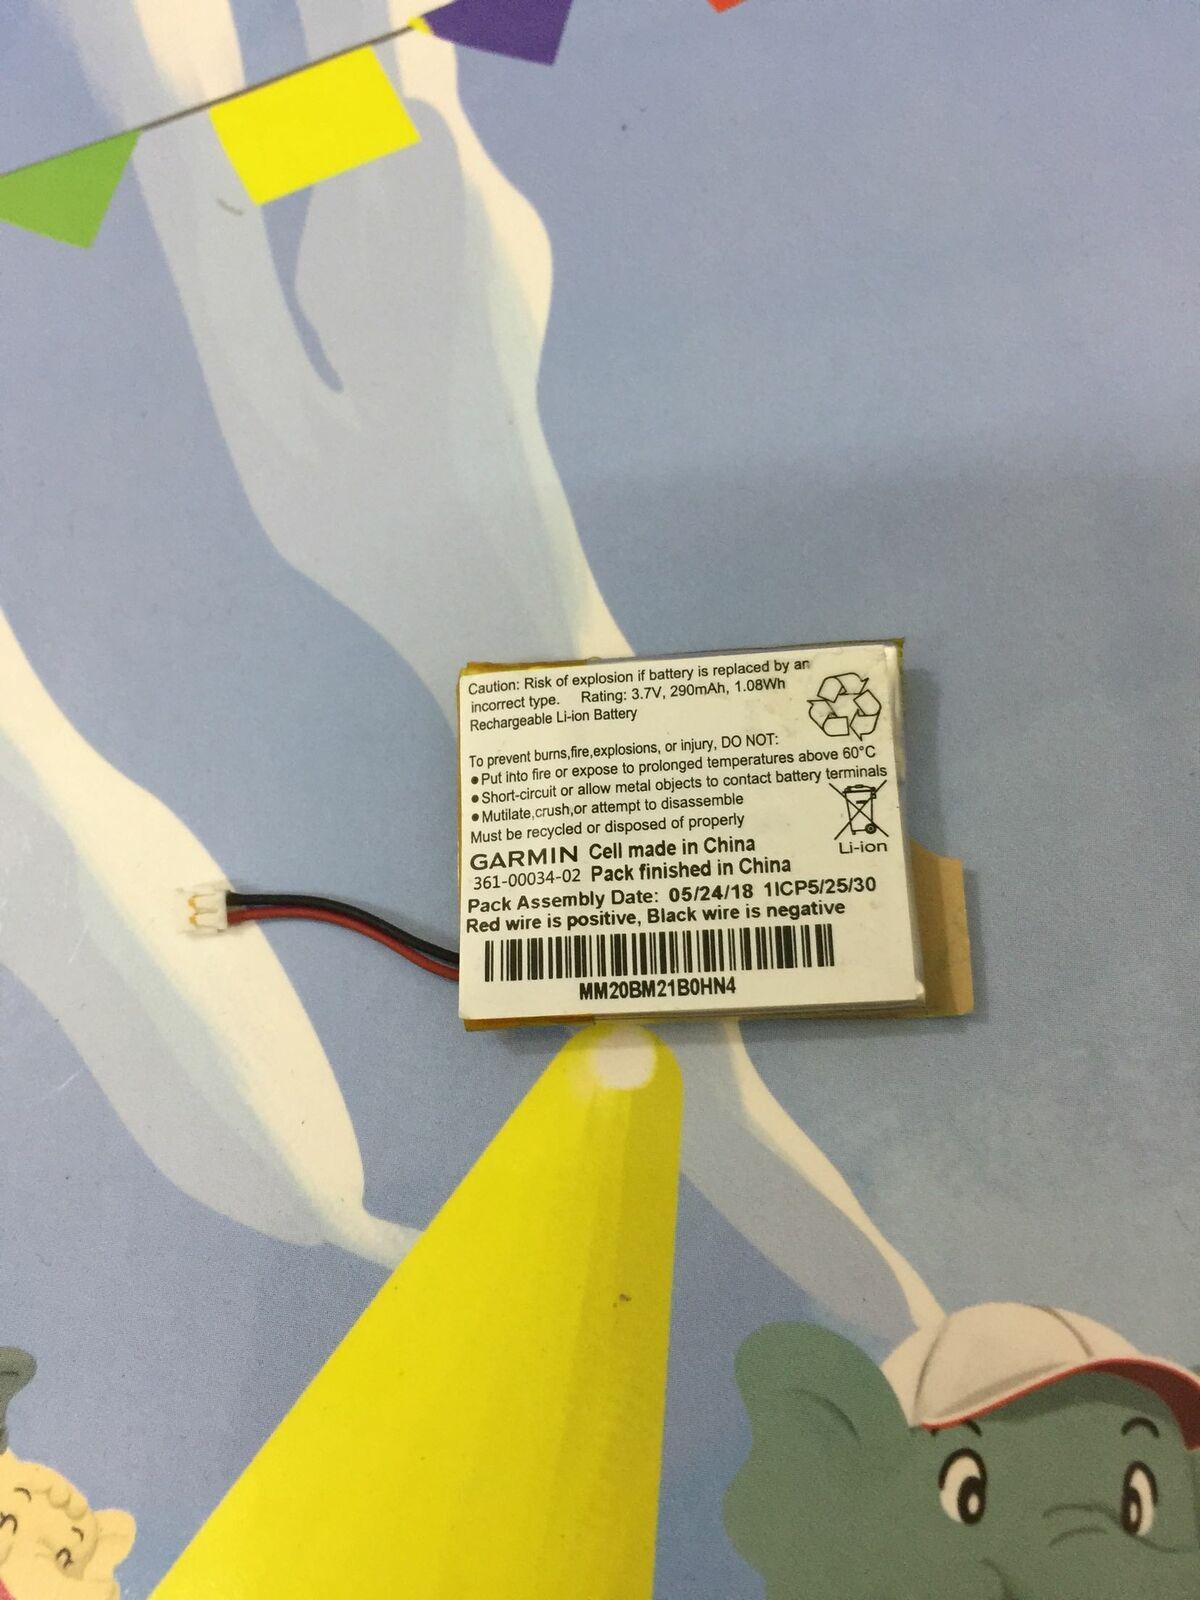 Caution: Risk of explosion if battery is replaced by an
incorrect type. Rating: 3.7V, 290mAh, 1.08Wh
Rechargeable Li-ion Battery
To prevent burns,fire,explosions, or injury, DO NOT:
•Put into fire or expose to prolonged temperatures above 60°C
•Short-circuit or allow metal objects to contact battery terminals
•Mutilate,crush,or attempt to disassemble
Must be recycled or disposed of properly
Li-ion
GARMIN Cell made in China
361-00034-02 Pack finished in China
Pack Assembly Date: 05/24/18 1ICP5/25/30
Red wire is positive, Black wire is negative
MM20BM21B0HN4